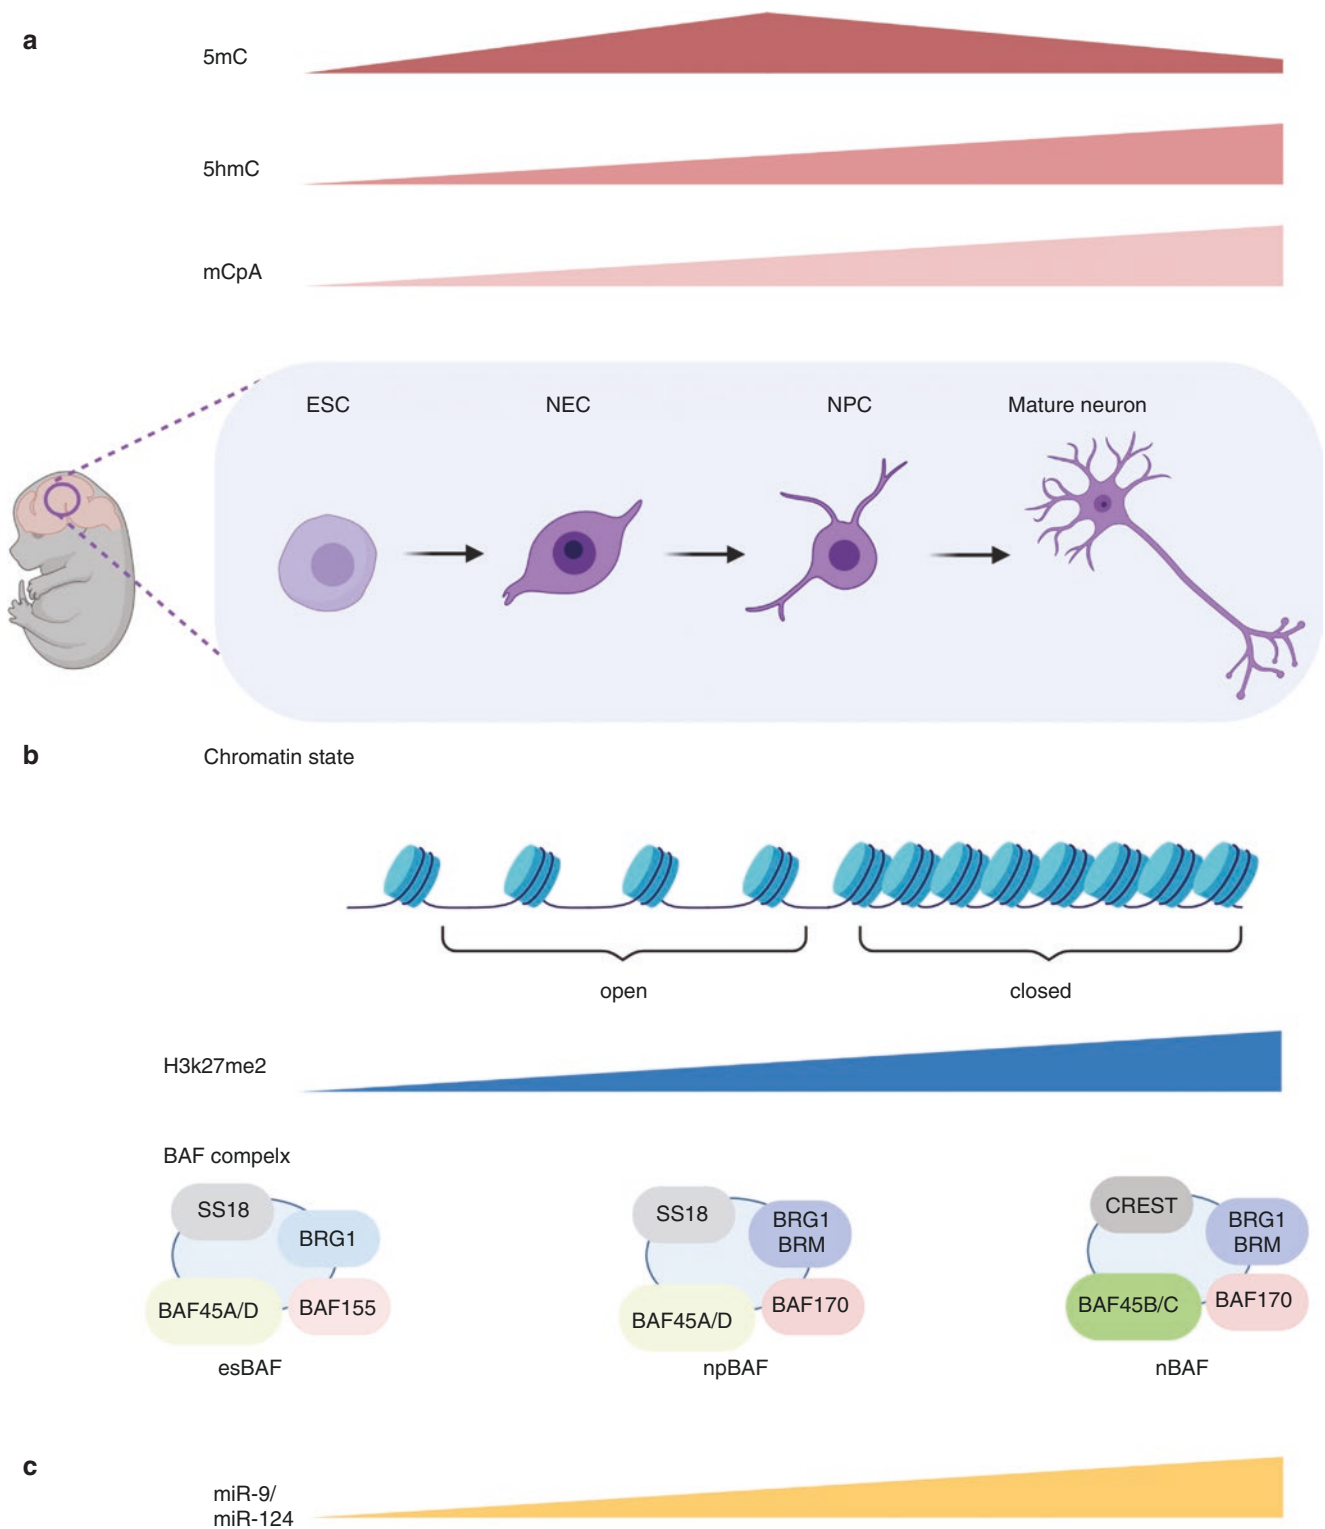 a
5mC
5hmC
mCpA
ESC NEC NPC Mature neuron
b Chromatin state
open closed
H3k27me2
BAF compelx
SS18
BRG1
BAF45A/D
BAF155
esBAF
SS18
BRG1
BRM
BAF45A/D
BAF170
npBAF
CREST
BRG1
BRM
BAF45B/C
BAF170
nBAF
c
miR-9/
miR-124